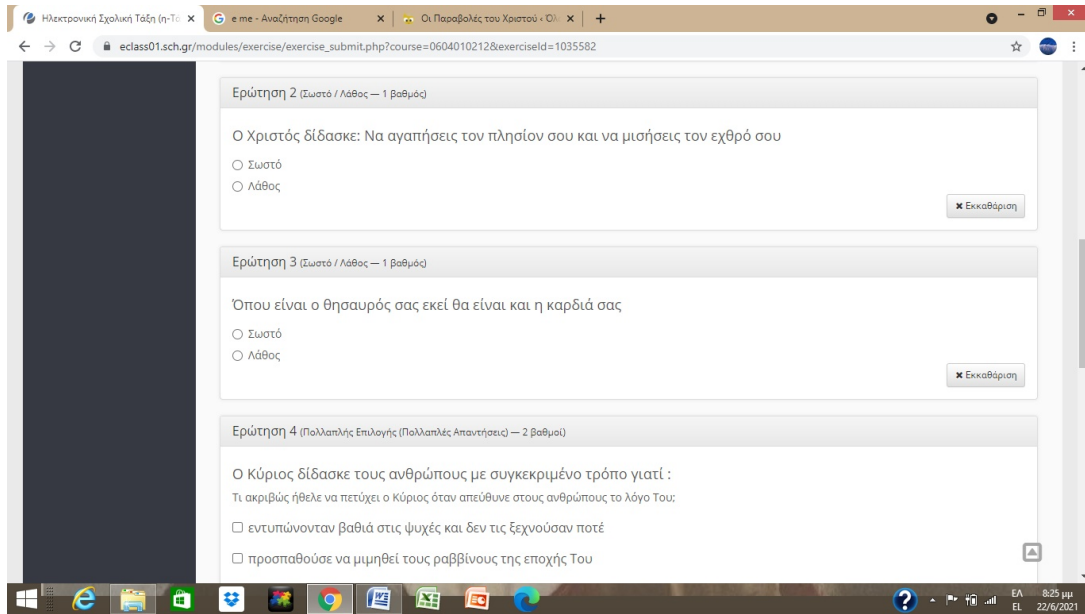 Ηλεκτρονική Σχολική Τάξη (η-Τά
e me - Αναζήτηση Google
Οι Παραβολές του Χριστού ‹
eclass01.sch.gr/modules/exercise/exercise_submit.php?course=0604010212&exerciseId=1035582
Ερώτηση 2 (Σωστό / Λάθος — 1 βαθμός)
Ο Χριστός δίδασκε: Να αγαπήσεις τον πλησίον σου και να μισήσεις τον εχθρό σου
Σωστό
Λάθος
✖ Εκκαθάριση
Ερώτηση 3 (Σωστό / Λάθος — 1 βαθμός)
Όπου είναι ο θησαυρός σας εκεί θα είναι και η καρδιά σας
Σωστό
Λάθος
✖ Εκκαθάριση
Ερώτηση 4 (Πολλαπλής Επιλογής (Πολλαπλές Απαντήσεις) — 2 βαθμοί)
Ο Κύριος δίδασκε τους ανθρώπους με συγκεκριμένο τρόπο γιατί :
Τι ακριβώς ήθελε να πετύχει ο Κύριος όταν απεύθυνε στους ανθρώπους το λόγο Του;
εντυπώνονταν βαθιά στις ψυχές και δεν τις ξεχνούσαν ποτέ
προσπαθούσε να μιμηθεί τους ραββίνους της εποχής Του
ΕΛ 8:25 μμ
EL 22/6/2021